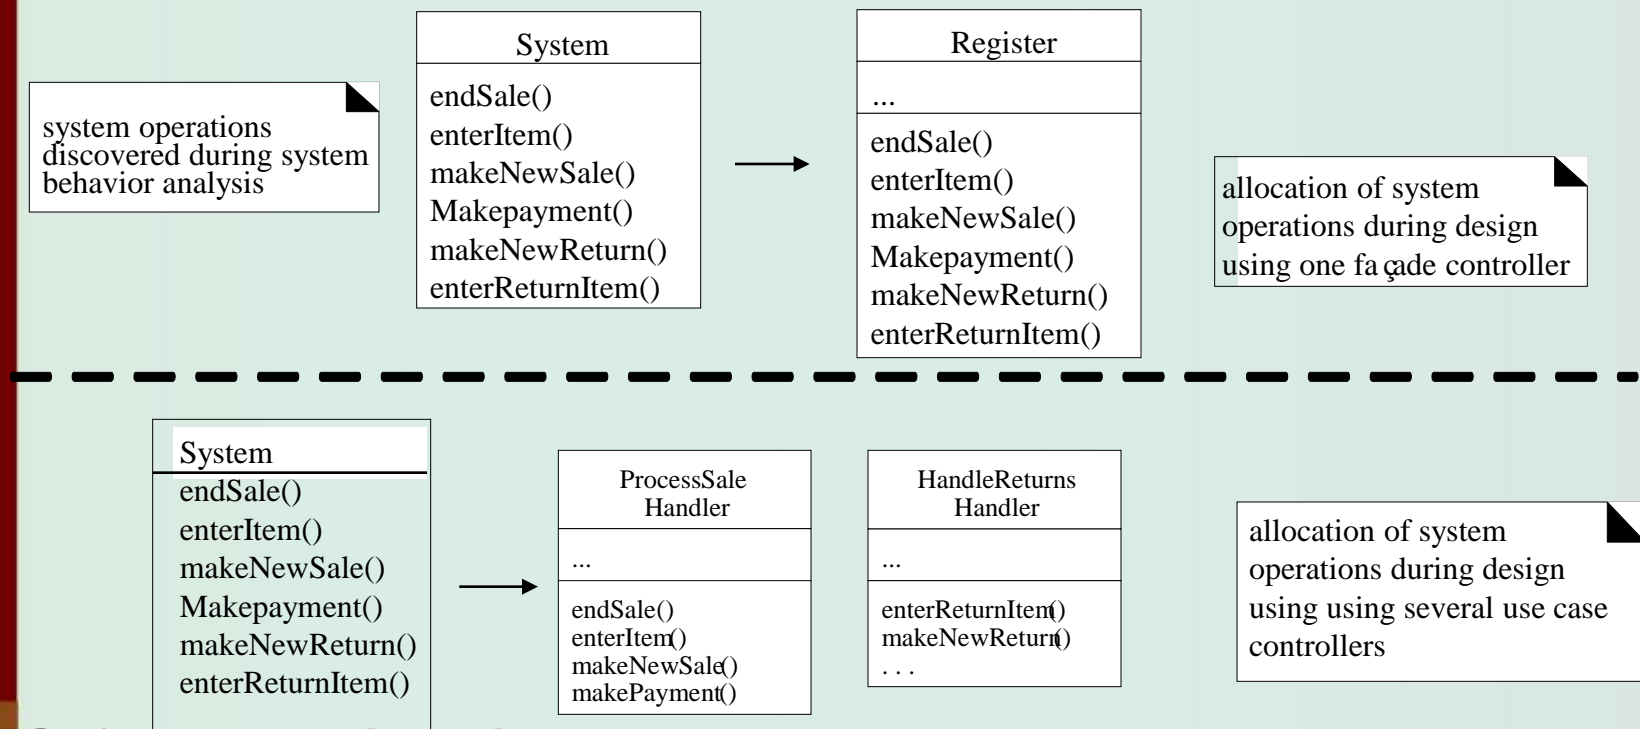 system operations
discovered during system
behavior analysis
System
endSale()
enterItem()
makeNewSale()
Makepayment()
makeNewReturn()
enterReturnItem()
Register
...
endSale()
enterItem()
makeNewSale()
Makepayment()
makeNewReturn()
enterReturnItem()
allocation of system
operations during design
using one fa çade controller
System
endSale()
enterItem()
makeNewSale()
Makepayment()
makeNewReturn()
enterReturnItem()
ProcessSale
Handler
...
endSale()
enterItem()
makeNewSale()
makePayment()
HandleReturns
Handler
...
enterReturnItem()
makeNewReturn()
. . .
allocation of system
operations during design
using using several use case
controllers